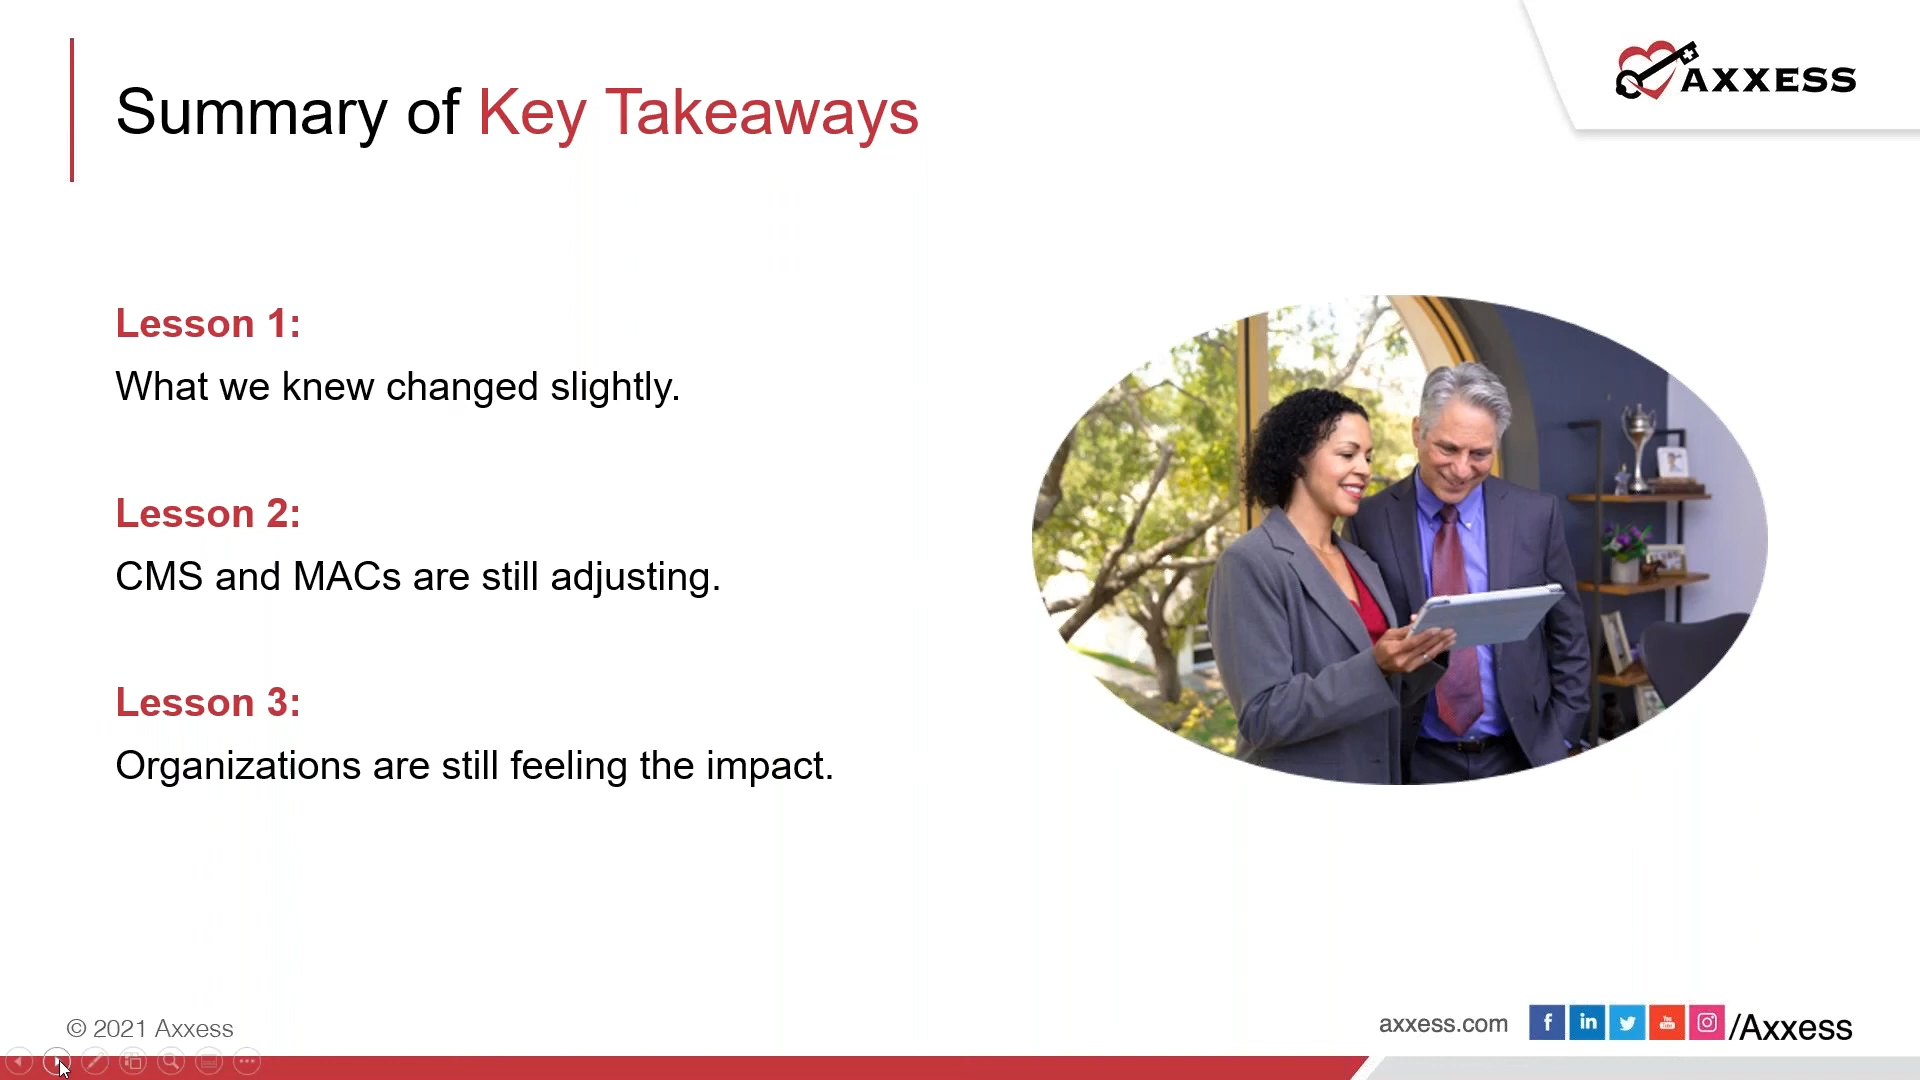 AXXESS
Summary of Key Takeaways
Lesson 1:
What we knew changed slightly.
Lesson 2:
CMS and MACs are still adjusting.
Lesson 3:
Organizations are still feeling the impact.
© 2021 Axxess
axxess.com
/Axxess